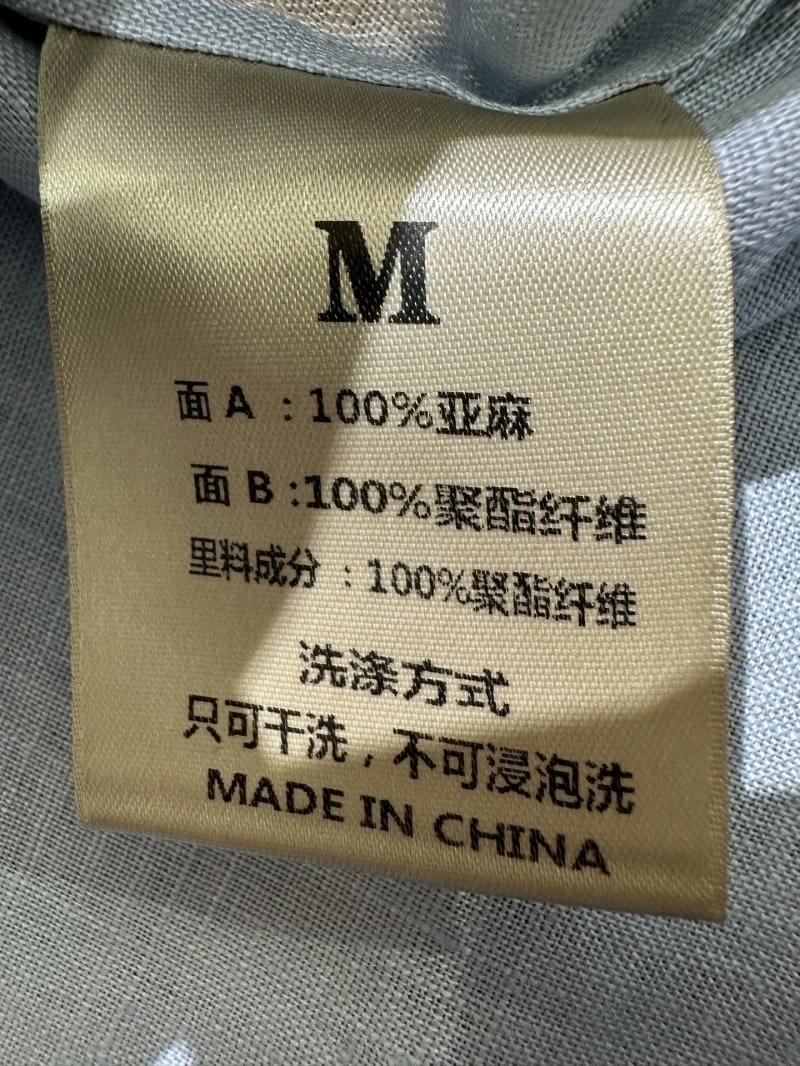 M
面A：100%亚麻
面B：100%聚酯纤维
里料成分：100%聚酯纤维
洗涤方式
只可干洗，不可浸泡洗
MADE IN CHINA